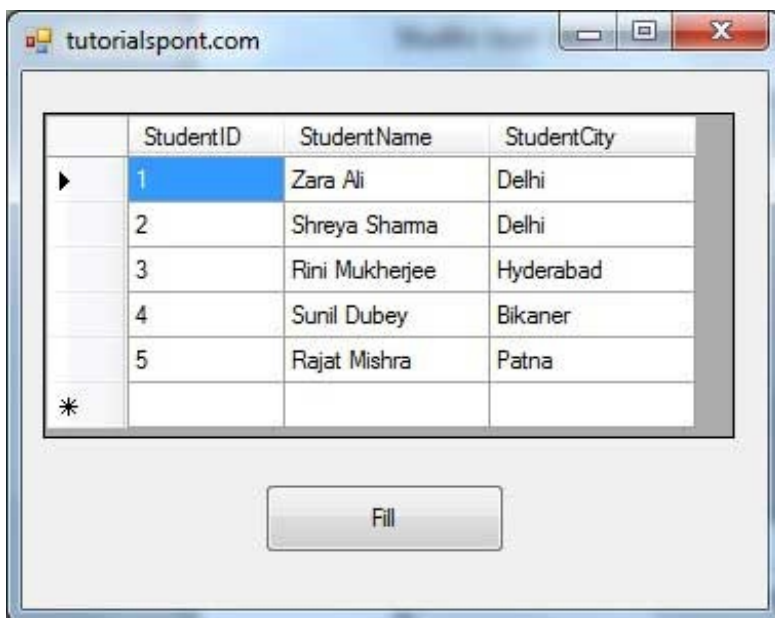 tutorialspont.com
StudentID StudentName StudentCity
1 Zara Ali Delhi
2 Shreya Sharma Delhi
3 Rini Mukherjee Hyderabad
4 Sunil Dubey Bikaner
5 Rajat Mishra Patna
Fill